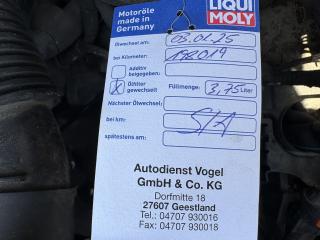 Motoröle
made in
Germany
LIQUI
MOLY
Ölwechsel am: 03.01.25
bei Kilometer: 198019
Additiv
beigegeben:
X Ölfilter
gewechselt Füllmenge: 3,75 Liter
Nächster Ölwechsel,
bei km: S/A
spätestens am:
Autodienst Vogel
GmbH & Co. KG
Dorfmitte 18
27607 Geestland
Tel.: 04707 930016
Fax: 04707 930018